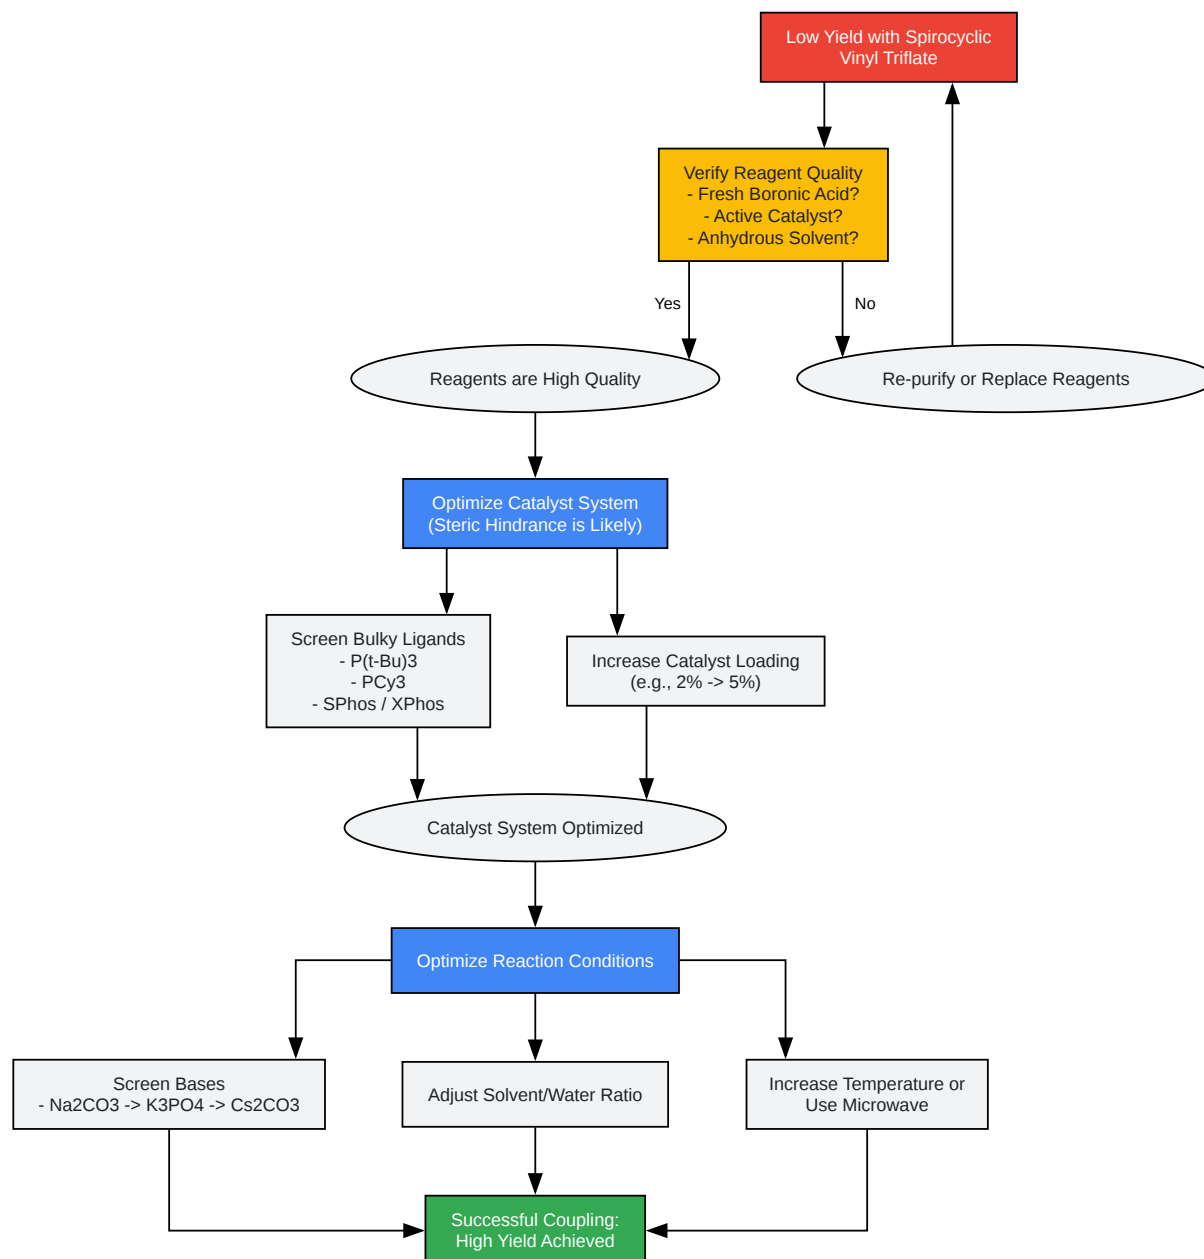 Low Yield with Spirocyclic
Vinyl Triflate
Verify Reagent Quality
- Fresh Boronic Acid?
- Active Catalyst?
- Anhydrous Solvent?
Yes
No
Reagents are High Quality
Re-purify or Replace Reagents
Optimize Catalyst System
(Steric Hindrance is Likely)
Screen Bulky Ligands
- P(t-Bu)3
- PCy3
- SPhos / XPhos
Increase Catalyst Loading
(e.g., 2% -> 5%)
Catalyst System Optimized
Optimize Reaction Conditions
Screen Bases
- Na2CO3 -> K3PO4 -> Cs2CO3
Adjust Solvent/Water Ratio
Increase Temperature or
Use Microwave
Successful Coupling:
High Yield Achieved